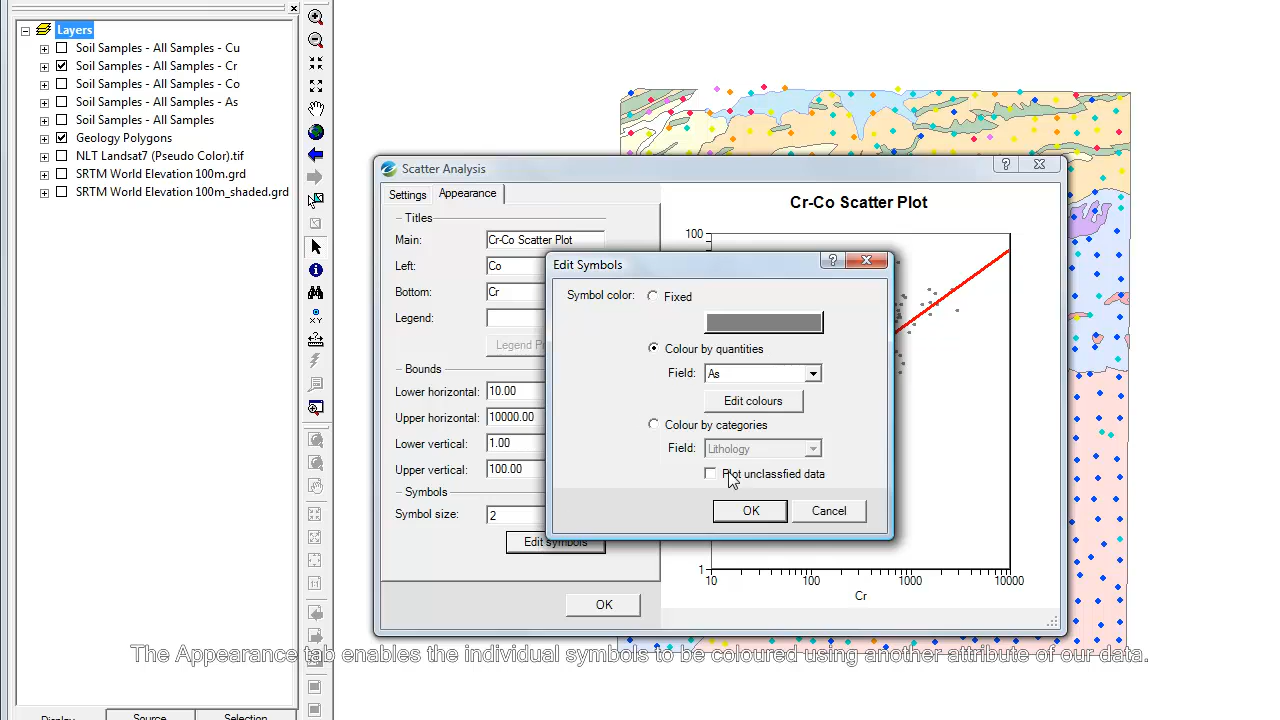 Layers
Soil Samples - All Samples - Cu
Soil Samples - All Samples - Cr
Soil Samples - All Samples - Co
Soil Samples - All Samples - As
Soil Samples - All Samples
Geology Polygons
NLT Landsat7 (Pseudo Color).tif
SRTM World Elevation 100m.grd
SRTM World Elevation 100m_shaded.grd
Scatter Analysis
Settings Appearance
Titles
Main: Cr-Co Scatter Plot
Left: Co
Bottom: Cr
Legend:
Legend Pr
Bounds
Lower horizontal: 10.00
Upper horizontal: 10000.00
Lower vertical: 1.00
Upper vertical: 100.00
Symbols
Symbol size: 2
Edit symbols
OK
Cr-Co Scatter Plot
100
1
10 100 1000 10000
Cr
Edit Symbols
Symbol color: Fixed
Colour by quantities
Field: As
Edit colours
Colour by categories
Field: Lithology
Plot unclassfied data
OK Cancel
The Appearance tab enables the individual symbols to be coloured using another attribute of our data.
Display Source Selection